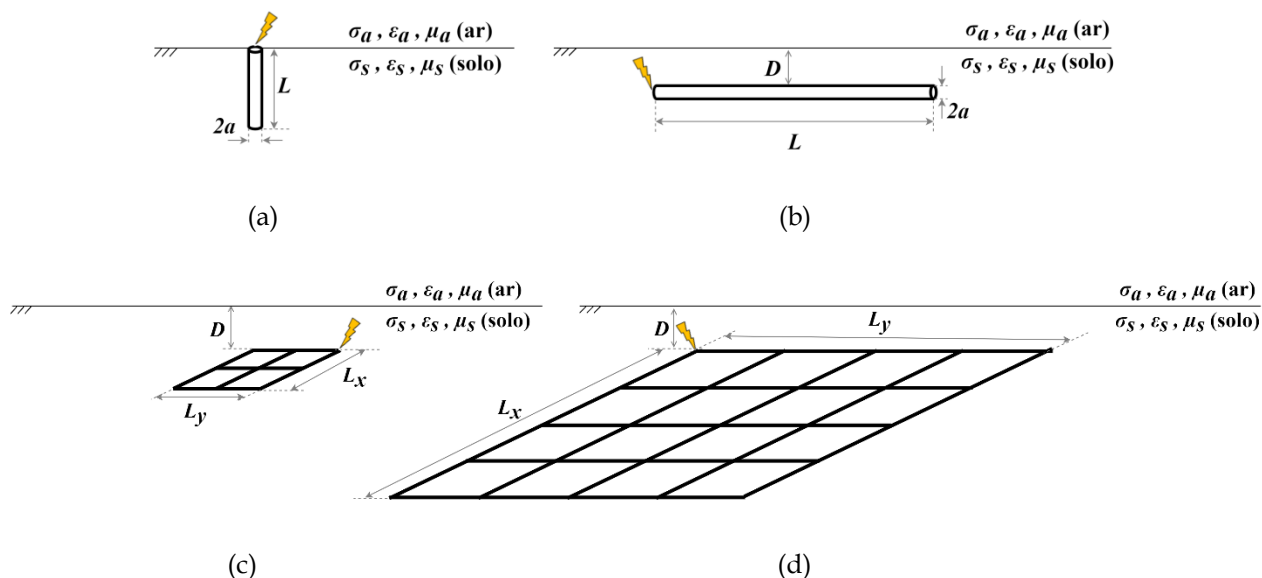 σa , εa , μa (ar)
σs , εs , μs (solo)
L
2a
(a)
σa , εa , μa (ar)
σs , εs , μs (solo)
D
2a
L
(b)
σa , εa , μa (ar)
σs , εs , μs (solo)
D
Lx
Ly
(c)
σa , εa , μa (ar)
σs , εs , μs (solo)
D
Ly
Lx
(d)